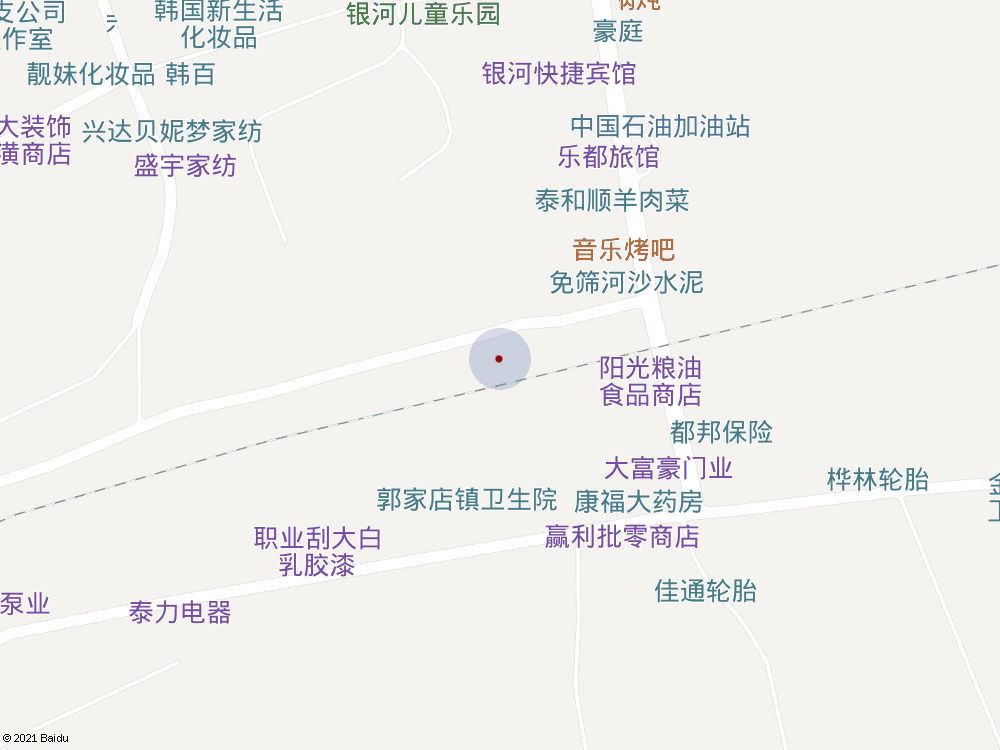 支公司
作室
韩国新生活
化妆品
银河儿童乐园
豪庭
靓妹化妆品
韩百
银河快捷宾馆
大装饰
潢商店
兴达贝妮梦家纺
盛宇家纺
中国石油加油站
乐都旅馆
泰和顺羊肉菜
音乐烤吧
免筛河沙水泥
阳光粮油
食品商店
都邦保险
大富豪门业
桦林轮胎
郭家店镇卫生院
康福大药房
赢利批零商店
职业刮大白
乳胶漆
佳通轮胎
泵业
泰力电器
© 2021 Baidu